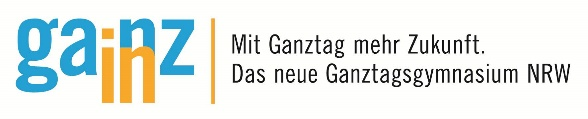 gainz
Mit Ganztag mehr Zukunft.
Das neue Ganztagsgymnasium NRW